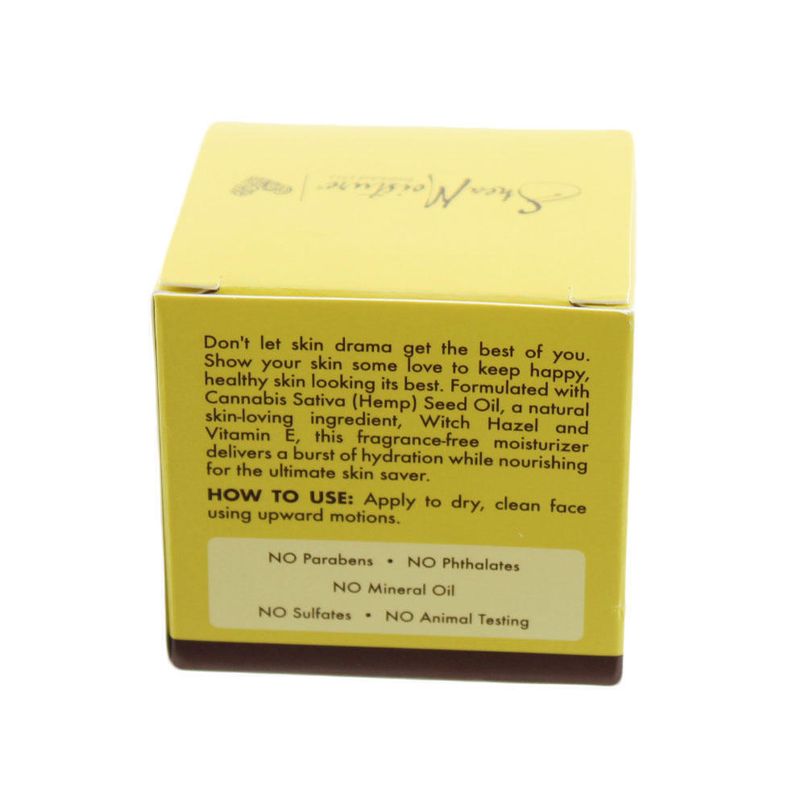 SheaMoisture
Don't let skin drama get the best of you.
Show your skin some love to keep happy,
healthy skin looking its best. Formulated with
Cannabis Sativa (Hemp) Seed Oil, a natural
skin-loving ingredient, Witch Hazel and
Vitamin E, this fragrance-free moisturizer
delivers a burst of hydration while nourishing
for the ultimate skin saver.
HOW TO USE: Apply to dry, clean face
using upward motions.
NO Parabens • NO Phthalates
NO Mineral Oil
NO Sulfates • NO Animal Testing